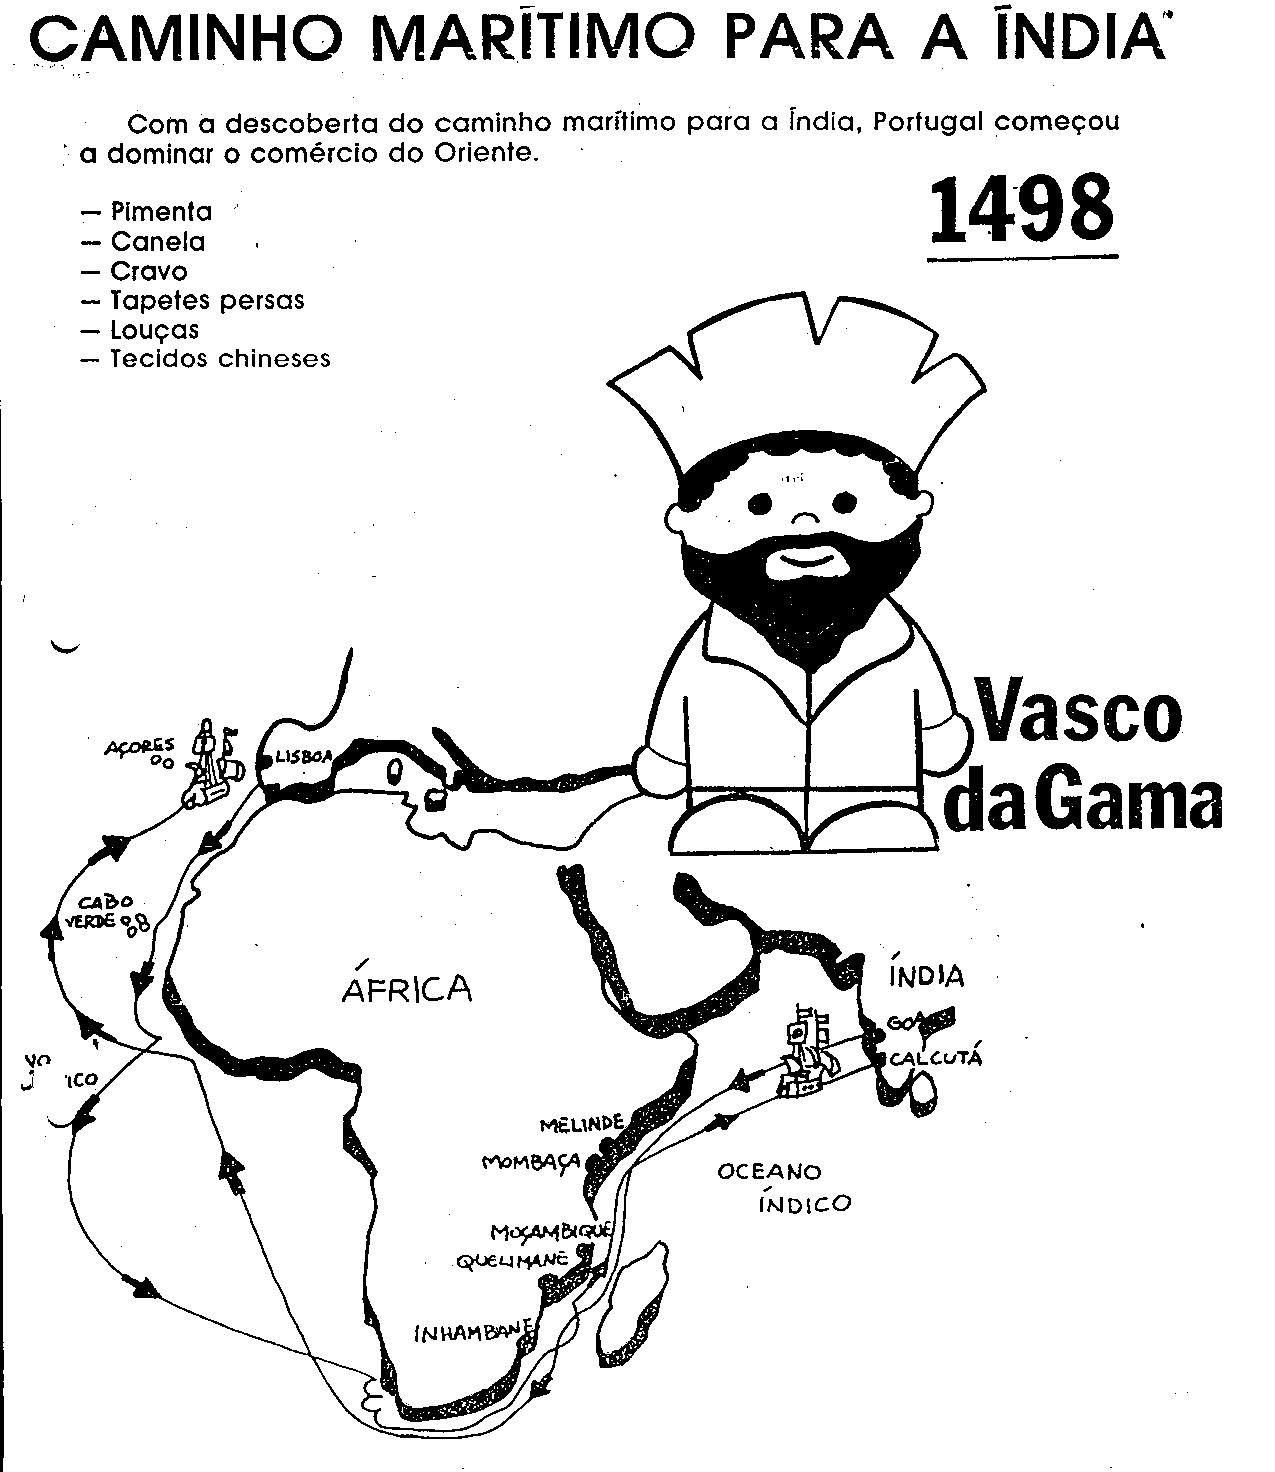 CAMINHO MARÍTIMO PARA A ÍNDIA
Com a descoberta do caminho marítimo para a Índia, Portugal começou
a dominar o comércio do Oriente.
1498
— Pimenta
— Canela
— Cravo
— Tapetes persas
— Louças
— Tecidos chineses
Vasco
da Gama
AÇORES
LISBOA
CABO
VERDE
ÁFRICA
ÍNDIA
GOA
CALCUTÁ
ICO
MELINDE
MOMBAÇA
OCEANO
ÍNDICO
MOÇAMBIQUE
QUELIMANE
INHAMBANE